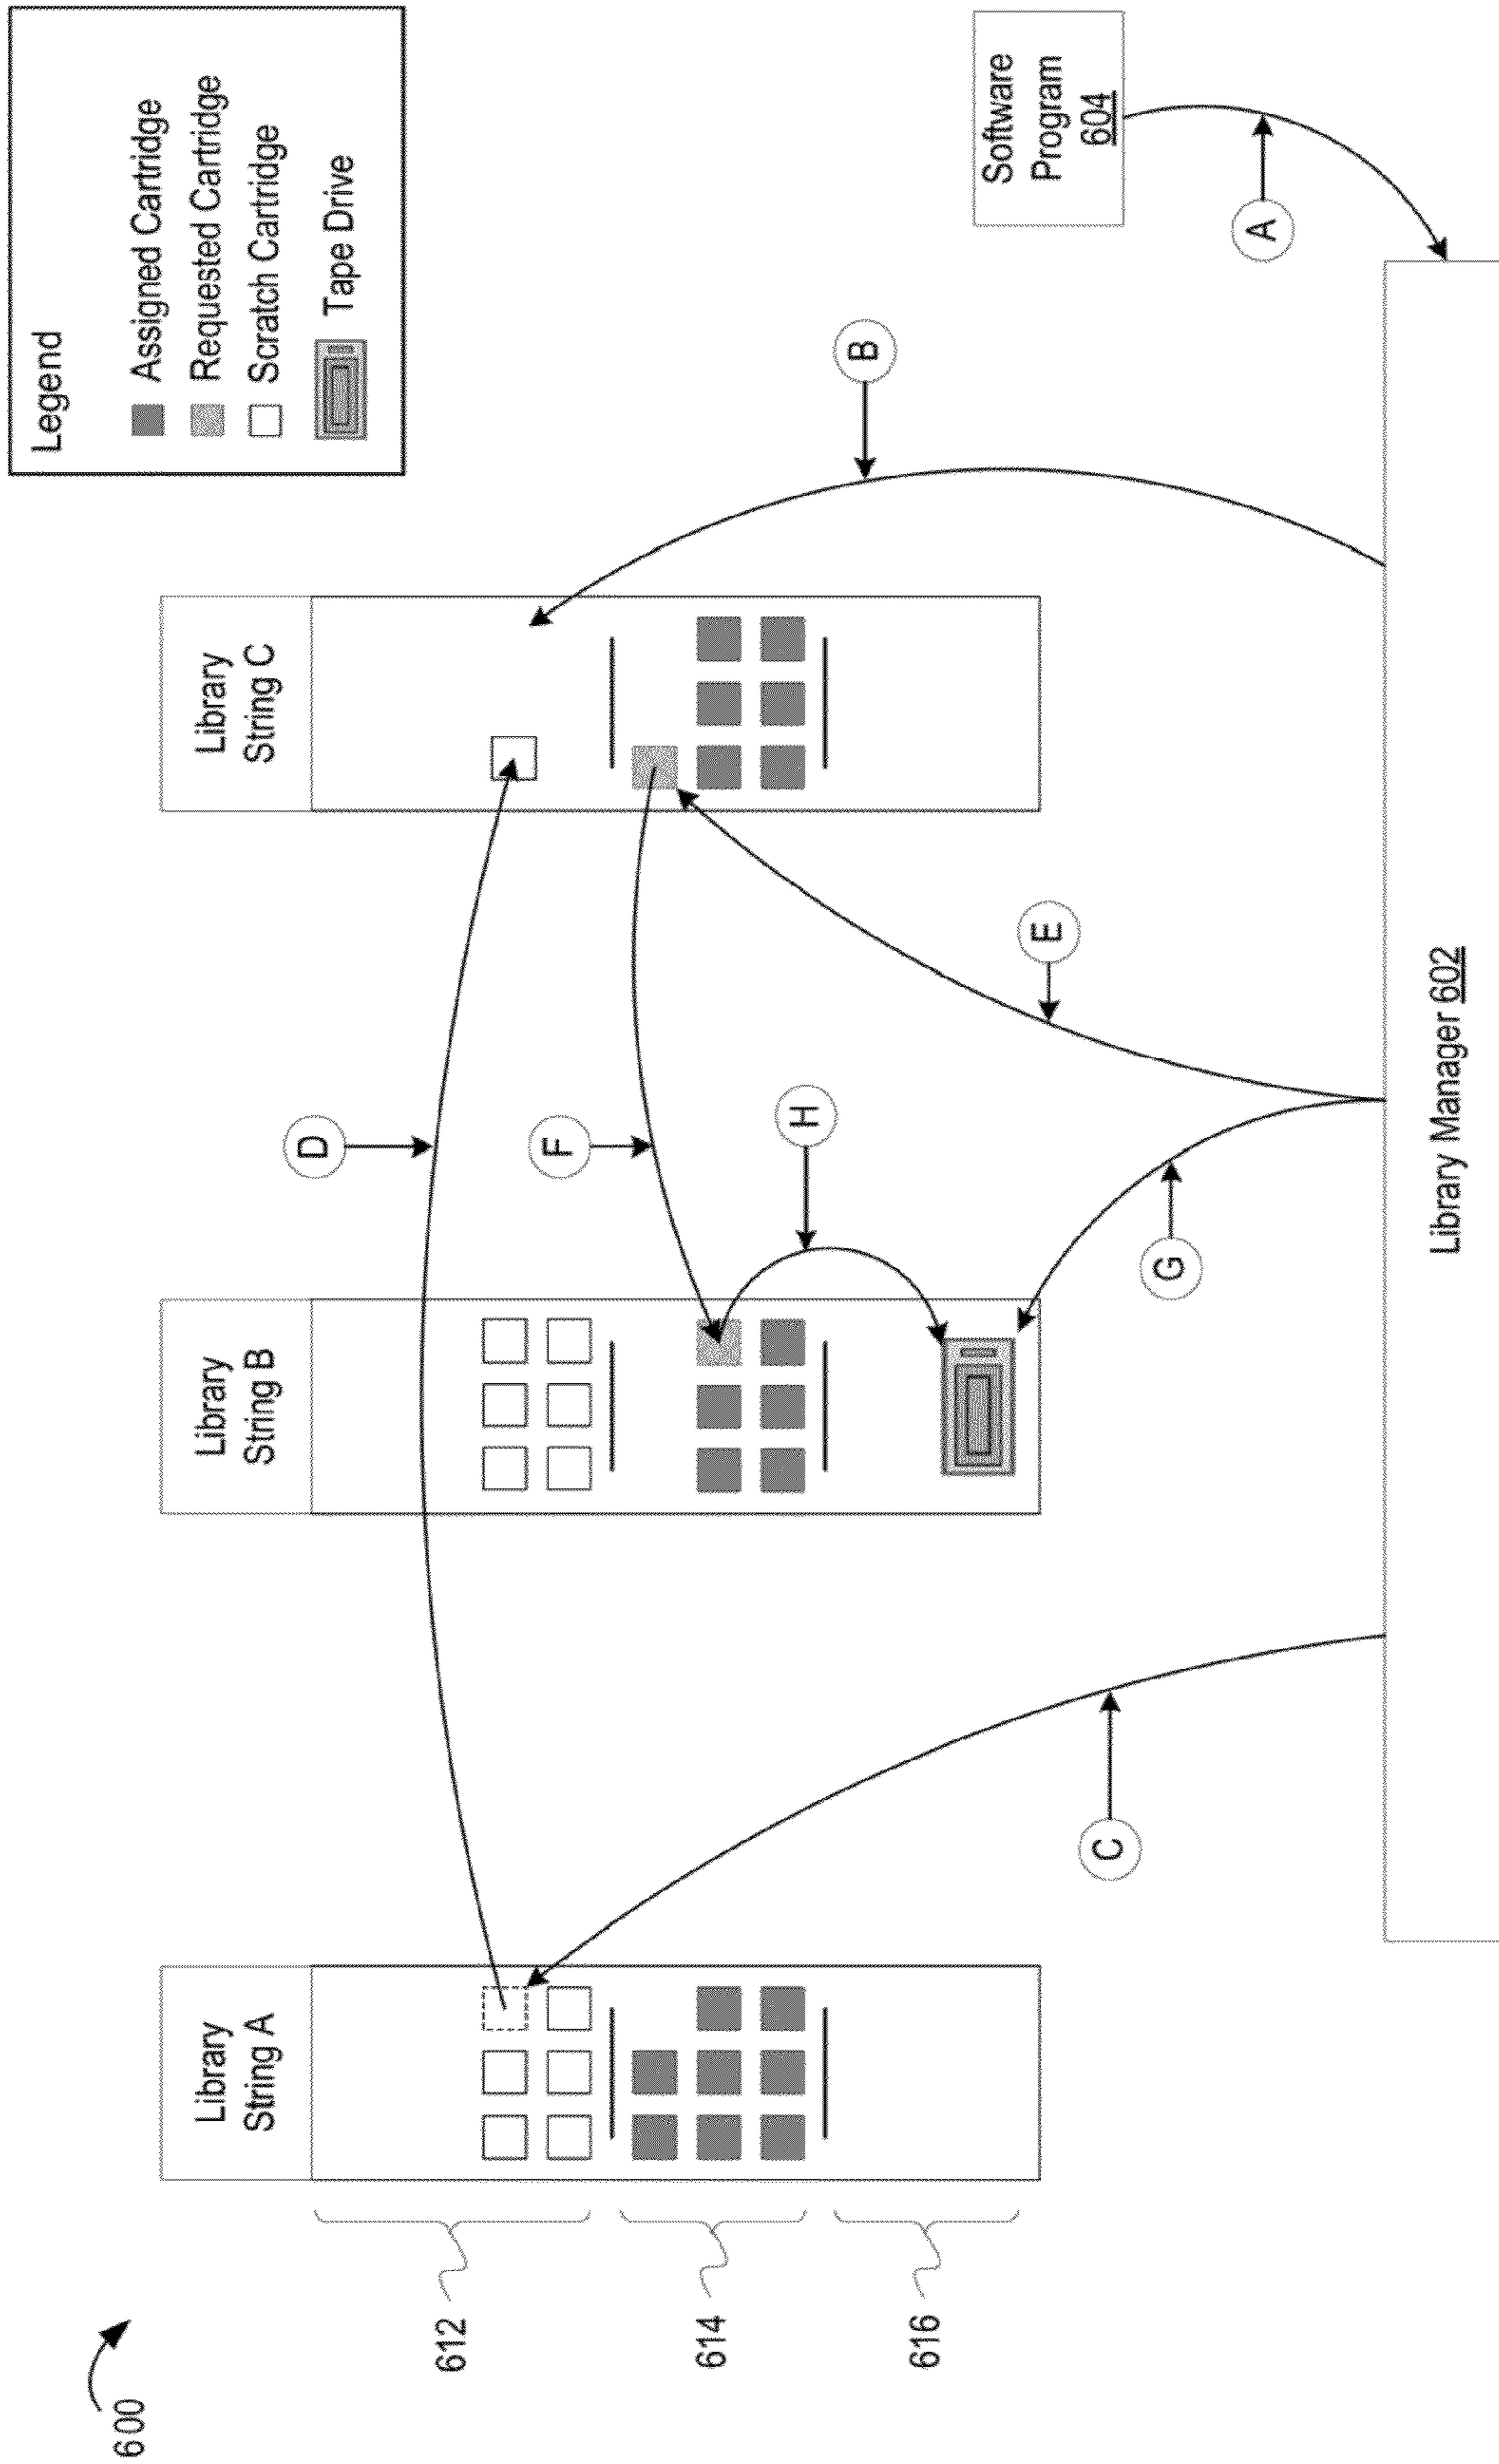 600
Legend
Assigned Cartridge
Requested Cartridge
Scratch Cartridge
Tape Drive
Library
String A
Library
String B
Library
String C
612
614
616
D
F
H
B
E
G
C
A
Software
Program
604
Library Manager 602